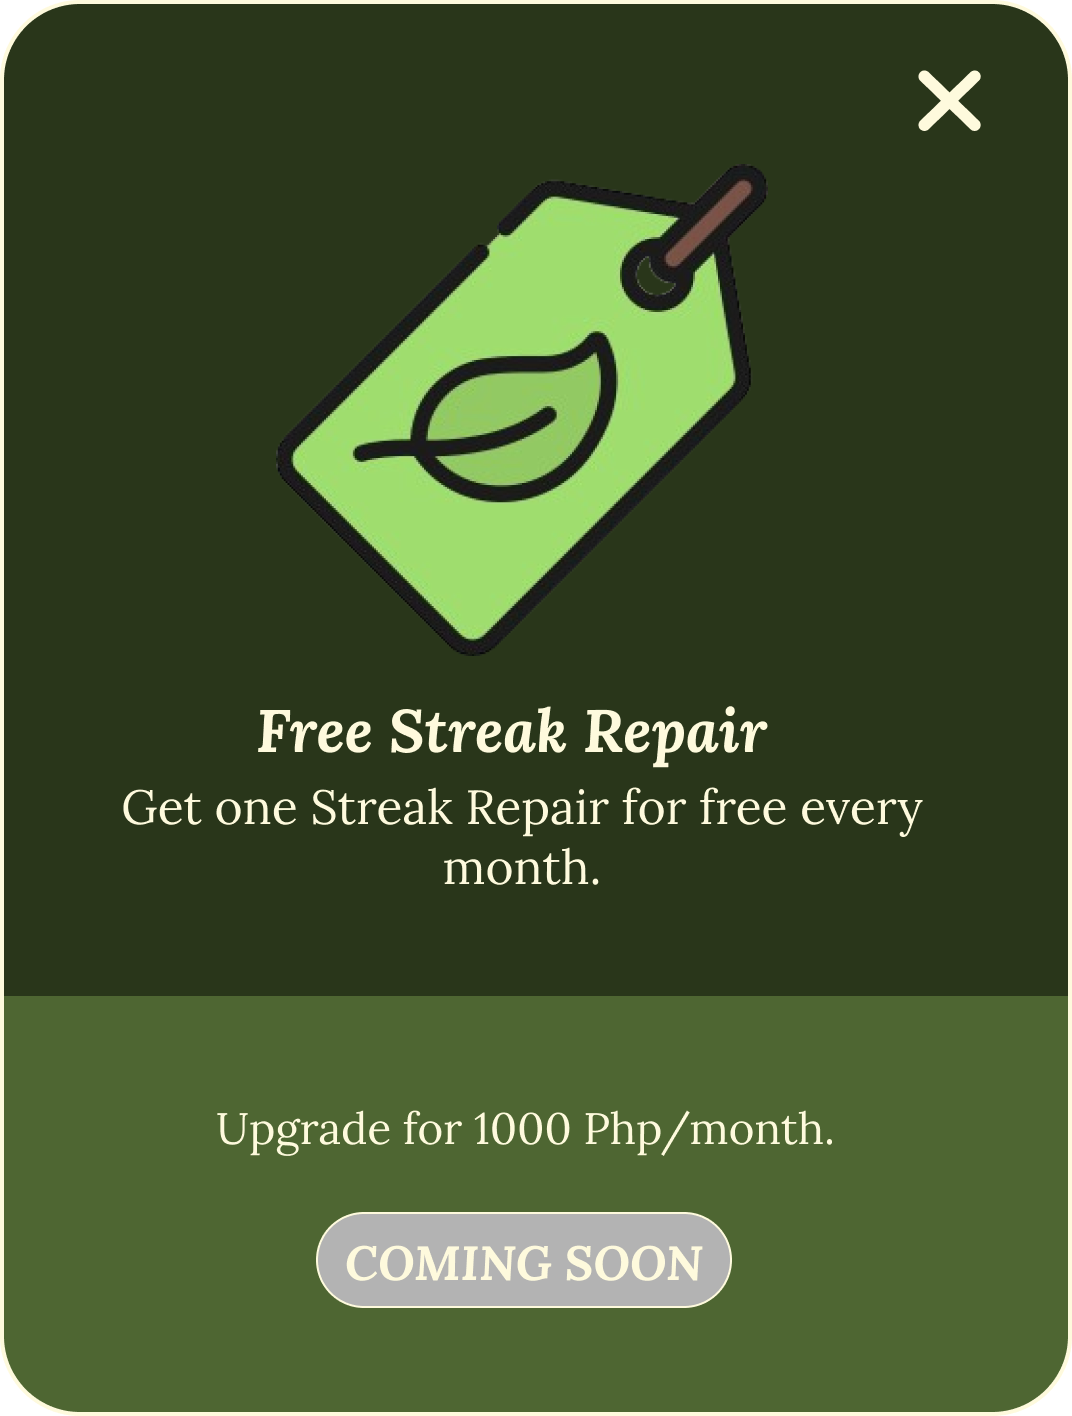 Free Streak Repair
Get one Streak Repair for free every
month.
Upgrade for 1000 Php/month.
COMING SOON